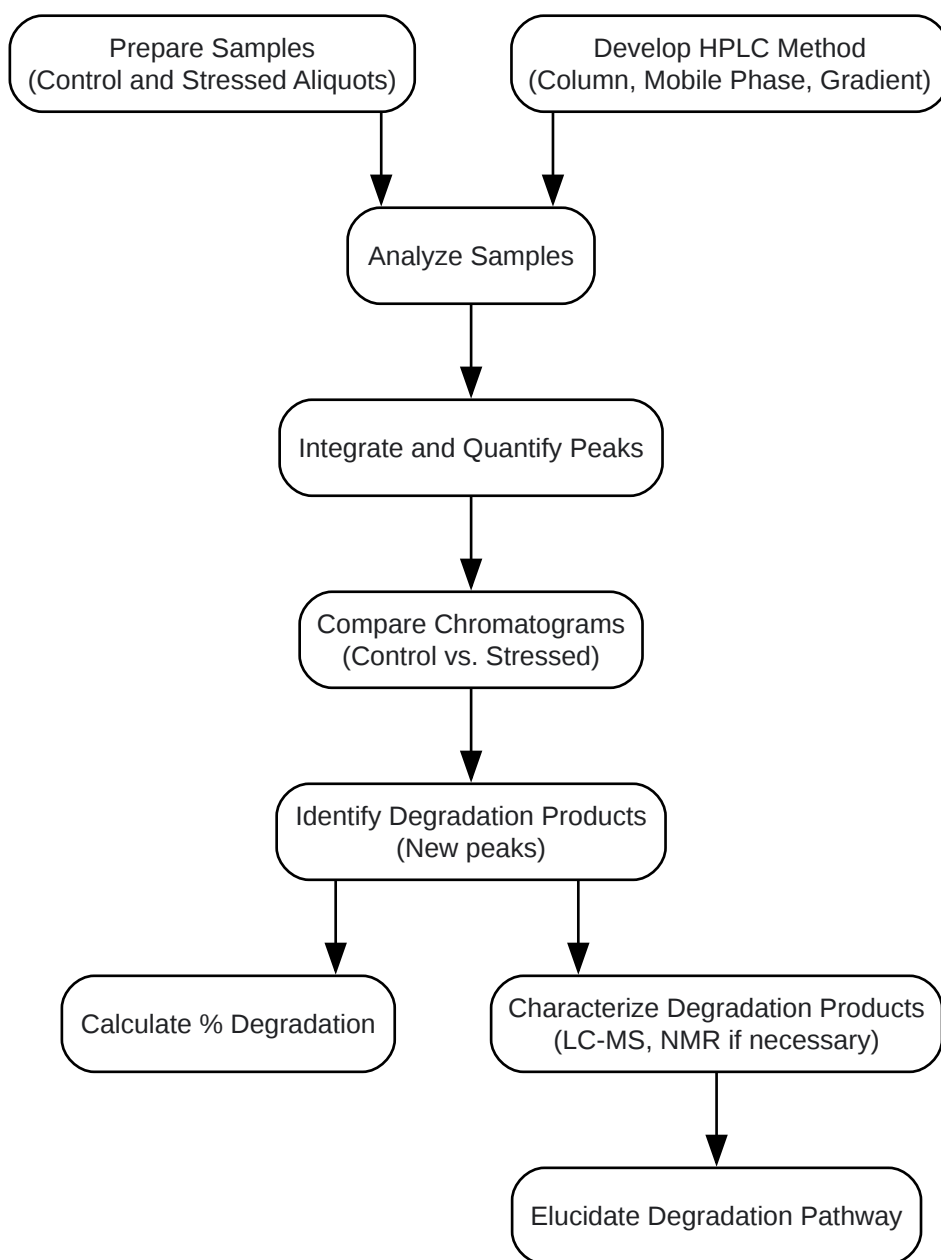 Prepare Samples
(Control and Stressed Aliquots)
Develop HPLC Method
(Column, Mobile Phase, Gradient)
Analyze Samples
Integrate and Quantify Peaks
Compare Chromatograms
(Control vs. Stressed)
Identify Degradation Products
(New peaks)
Calculate % Degradation
Characterize Degradation Products
(LC-MS, NMR if necessary)
Elucidate Degradation Pathway